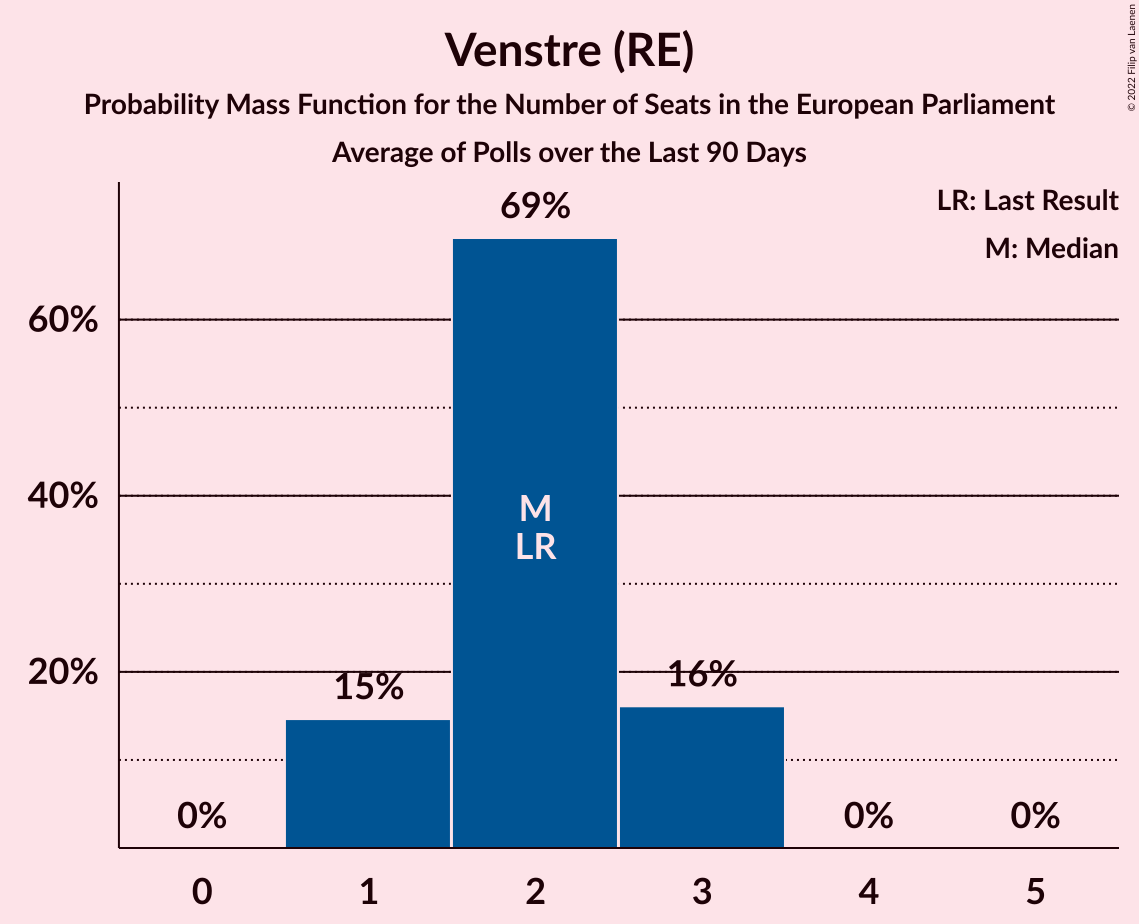 Venstre (RE)
Probability Mass Function for the Number of Seats in the European Parliament
Average of Polls over the Last 90 Days
© 2022 Filip van Laenen
LR: Last Result
M: Median
69%
60%
40%
M
LR
20%
15%
16%
0%
0%
0%
0
1
2
3
4
5